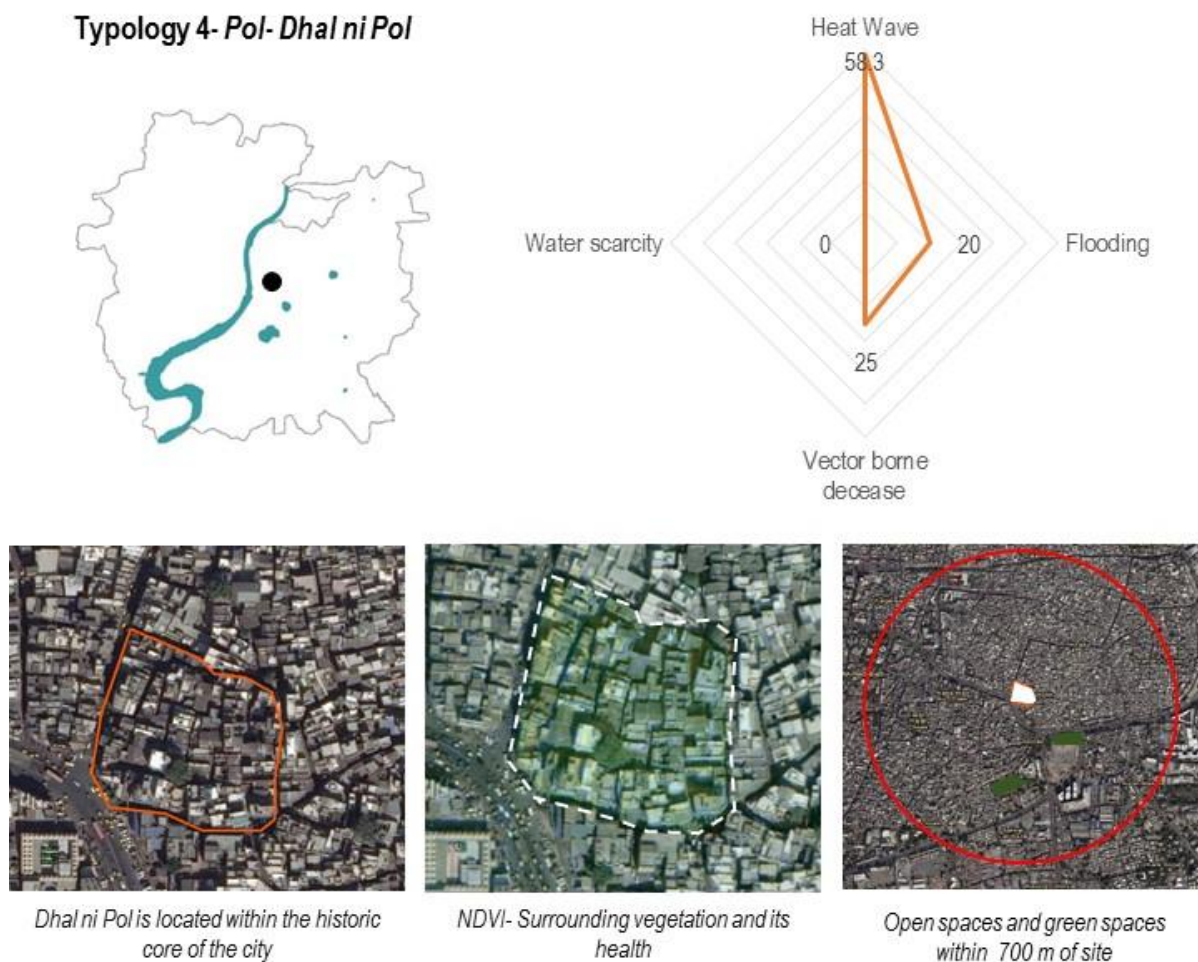 Typology 4- Pol- Dhal ni Pol
Heat Wave
58.3
Water scarcity
0
20
Flooding
25
Vector borne
decease
Dhal ni Pol is located within the historic
core of the city
NDVI- Surrounding vegetation and its
health
Open spaces and green spaces
within 700 m of site